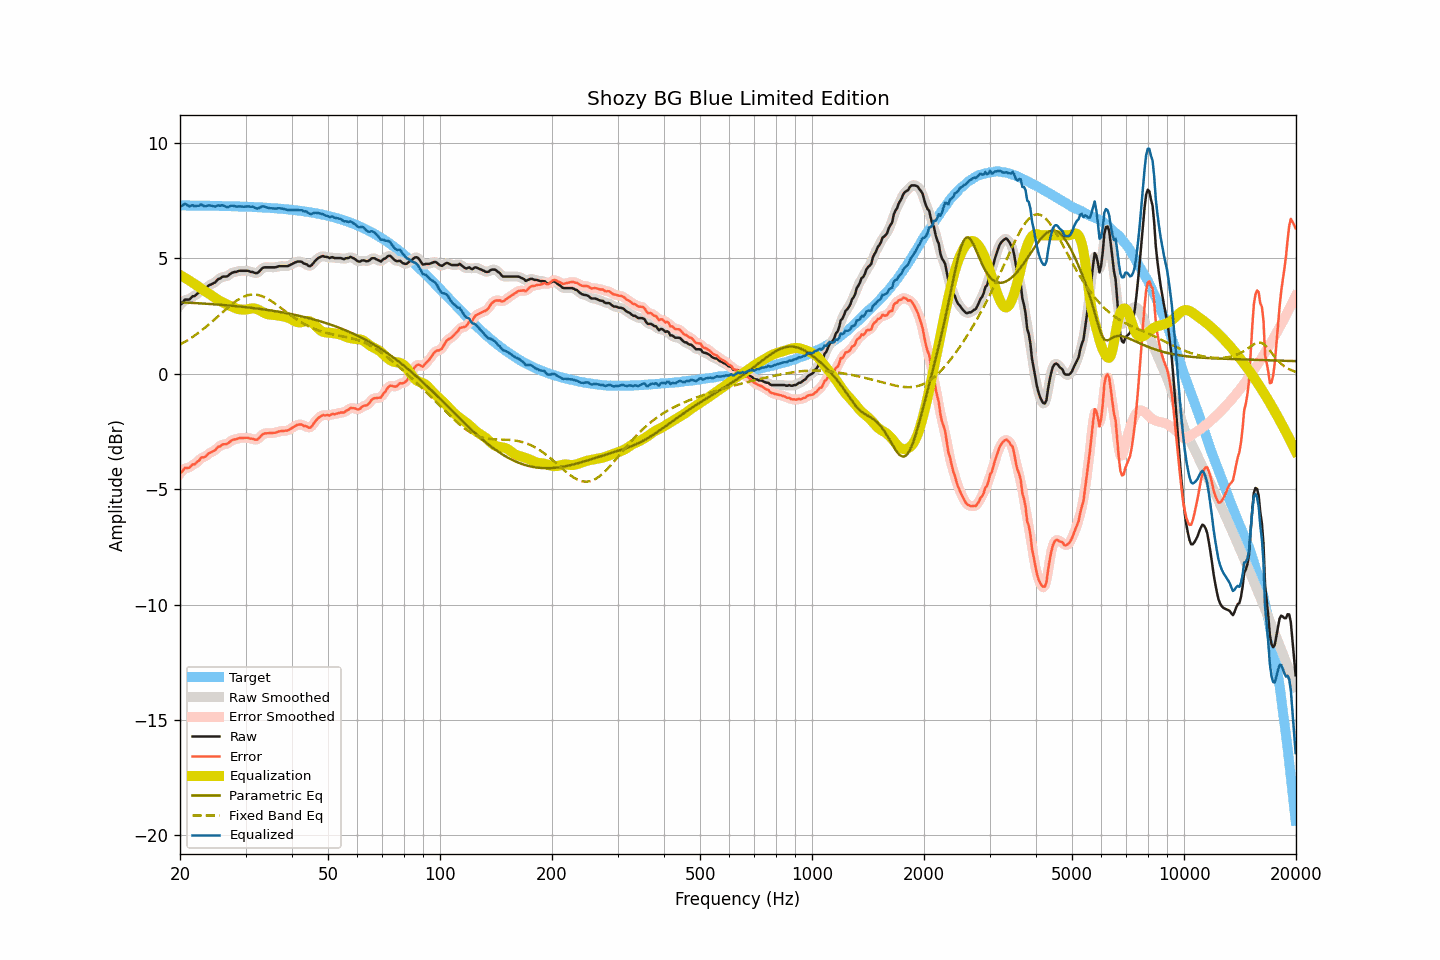 Shozy BG Blue Limited Edition
Amplitude (dBr)
10
5
0
−5
−10
−15
−20
Target
Raw Smoothed
Error Smoothed
Raw
Error
Equalization
Parametric Eq
Fixed Band Eq
Equalized
20
50
100
200
500
1000
2000
5000
10000
20000
Frequency (Hz)